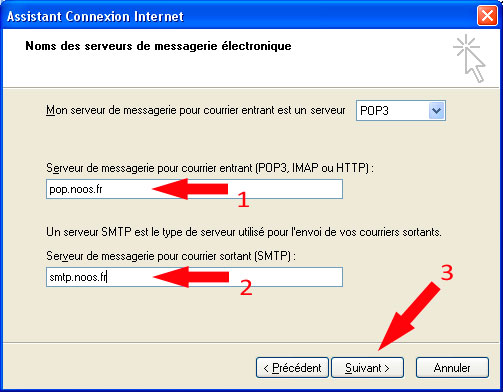 Assistant Connexion Internet
Noms des serveurs de messagerie électronique
Mon serveur de messagerie pour courrier entrant est un serveur POP3
Serveur de messagerie pour courrier entrant (POP3, IMAP ou HTTP) :
pop.noos.fr
1
Un serveur SMTP est le type de serveur utilisé pour l'envoi de vos courriers sortants.
Serveur de messagerie pour courrier sortant (SMTP) :
smtp.noos.fr
2
3
< Précédent Suivant > Annuler